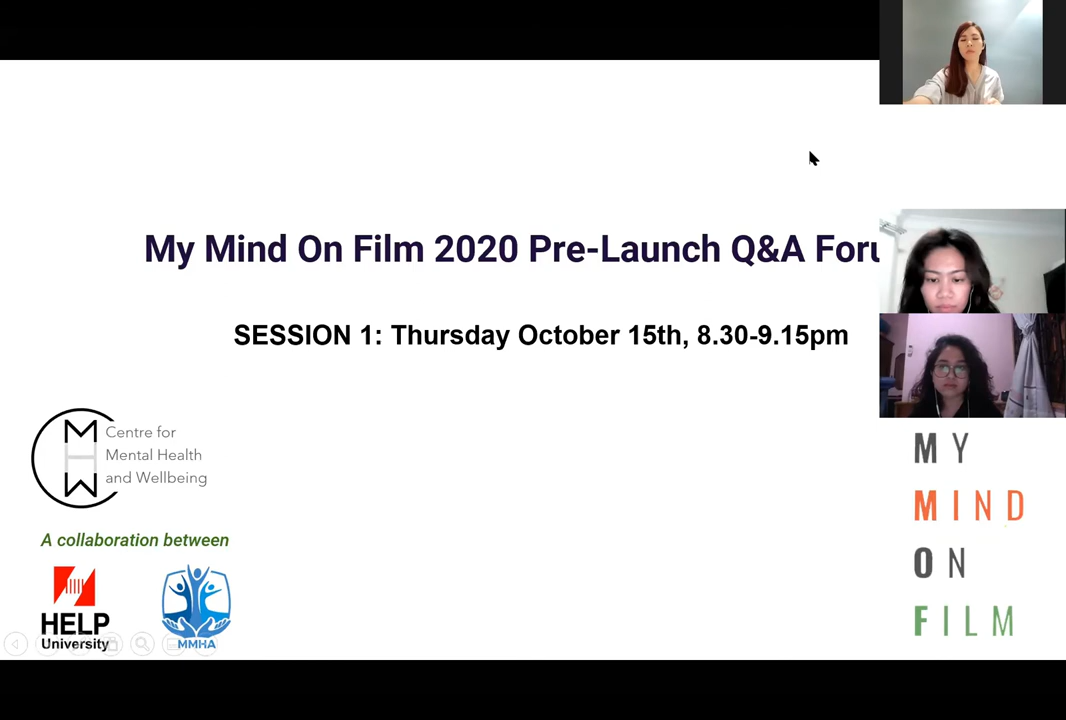 My Mind On Film 2020 Pre-Launch Q&A Foru
SESSION 1: Thursday October 15th, 8.30-9.15pm
Centre for
Mental Health
and Wellbeing
A collaboration between
HELP
University
MMHA
MY
MIND
ON
FILM